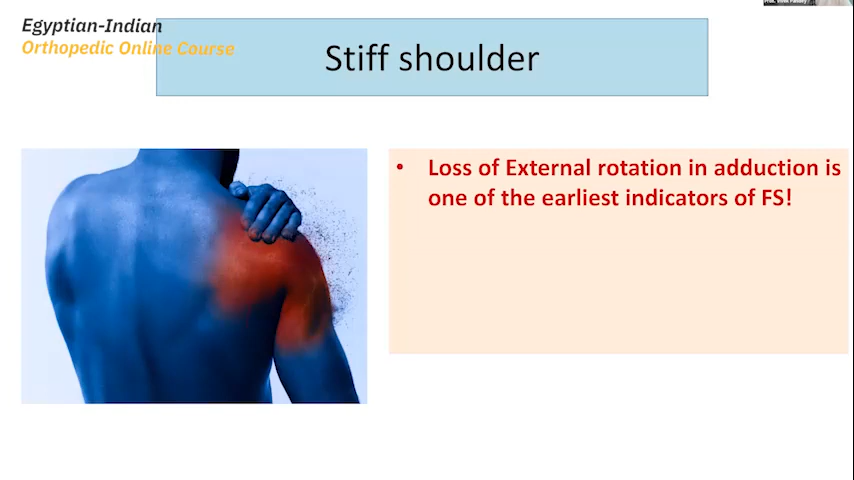 Egyptian-Indian
Orthopedic Online Course
Stiff shoulder
• Loss of External rotation in adduction is
one of the earliest indicators of FS!